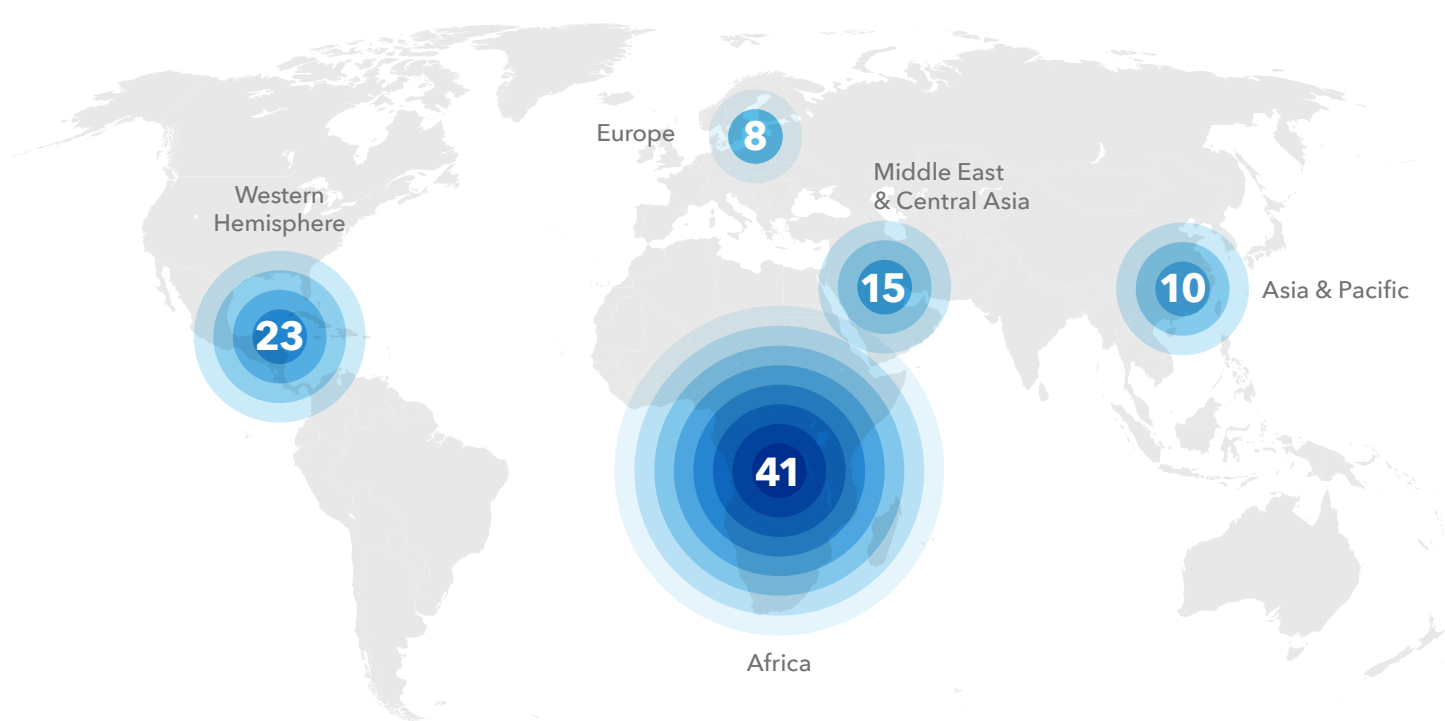 Europe
8
Middle East
& Central Asia
Western
Hemisphere
15
10
Asia & Pacific
23
41
Africa